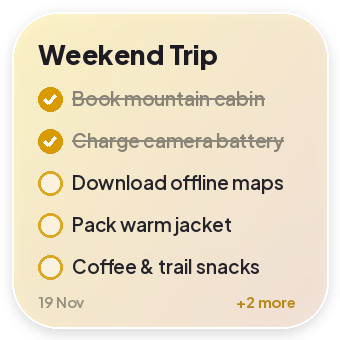 Weekend Trip
Book mountain cabin
Charge camera battery
Download offline maps
Pack warm jacket
Coffee & trail snacks
19 Nov +2 more